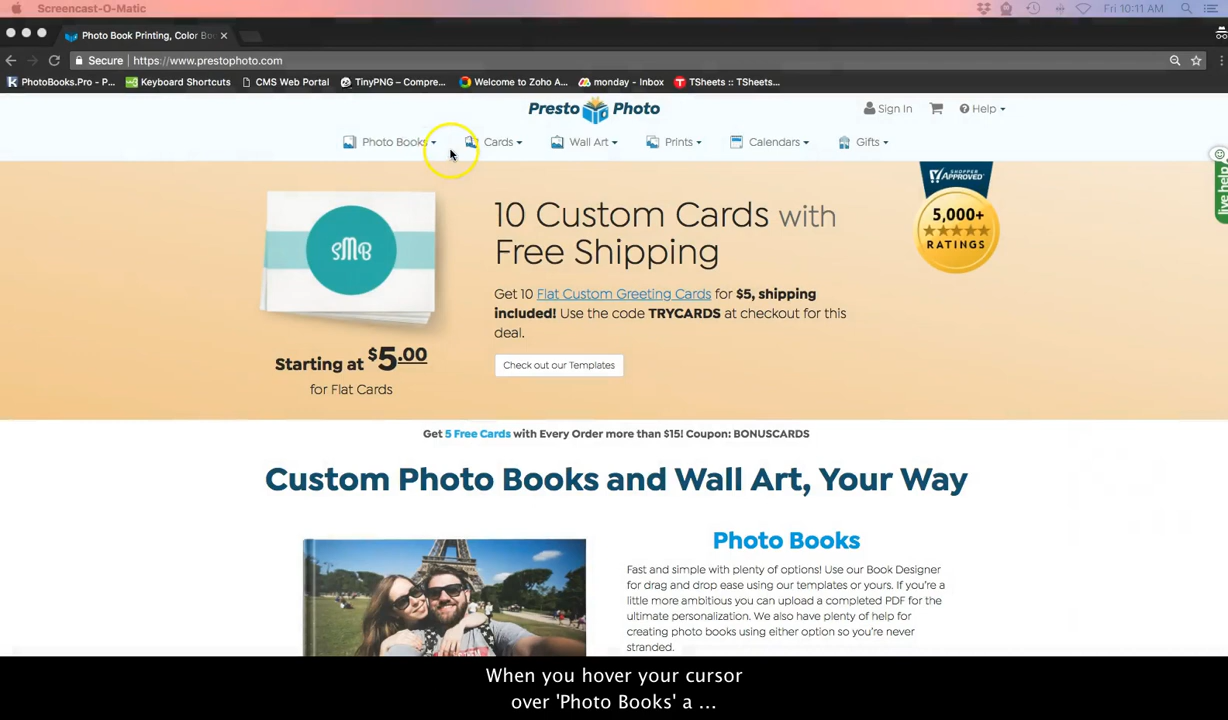 Screencast-O-Matic
Fri 10:11 AM
Photo Book Printing, Color Bo
Secure https://www.prestophoto.com
PhotoBooks.Pro - P... Keyboard Shortcuts CMS Web Portal TinyPNG – Compre... Welcome to Zoho A... monday - Inbox TSheets :: TSheets...
Presto Photo
Sign In Help
Photo Books Cards Wall Art Prints Calendars Gifts
SHOPPER APPROVED
5,000+
RATINGS
live help
SMB
10 Custom Cards with
Free Shipping
Get 10 Flat Custom Greeting Cards for $5, shipping
included! Use the code TRYCARDS at checkout for this
deal.
Starting at $5.00
for Flat Cards
Check out our Templates
Get 5 Free Cards with Every Order more than $15! Coupon: BONUSCARDS
Custom Photo Books and Wall Art, Your Way
Photo Books
Fast and simple with plenty of options! Use our Book Designer
for drag and drop ease using our templates or yours. If you're a
little more ambitious you can upload a completed PDF for the
ultimate personalization. We also have plenty of help for
creating photo books using either option so you're never
stranded.
When you hover your cursor
over 'Photo Books' a ...